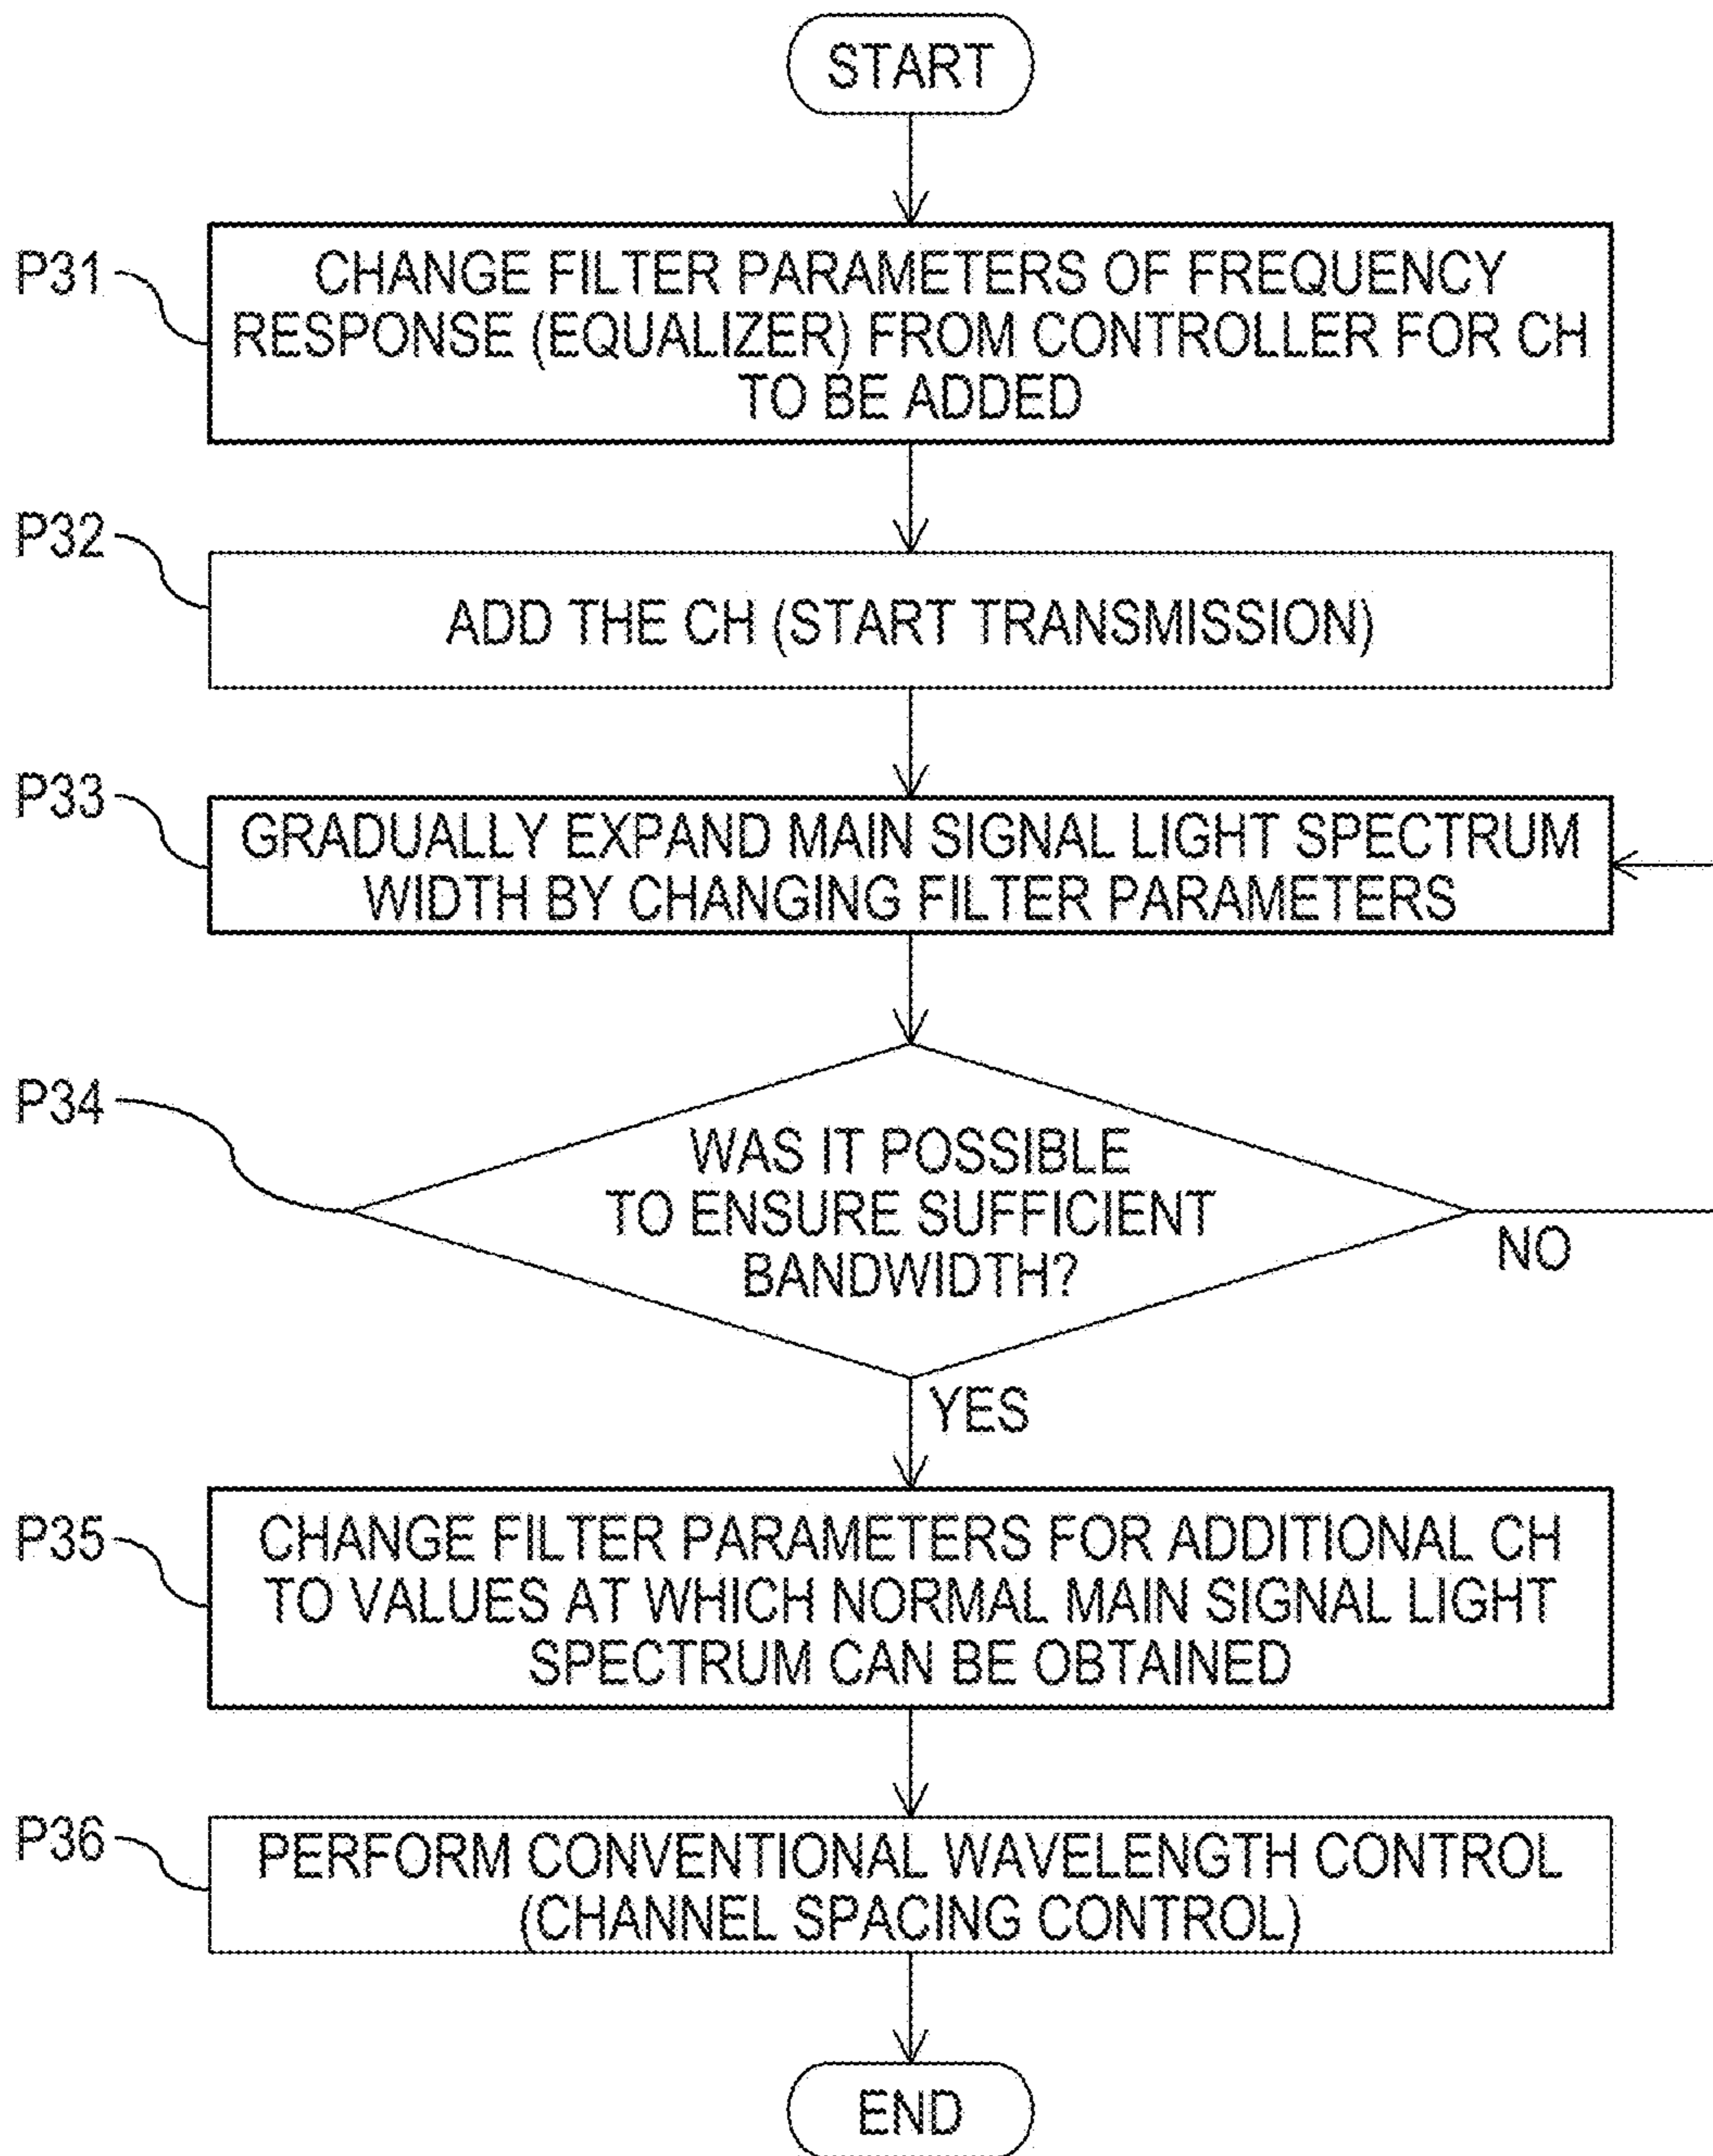 START
P31
CHANGE FILTER PARAMETERS OF FREQUENCY
RESPONSE (EQUALIZER) FROM CONTROLLER FOR CH
TO BE ADDED
P32
ADD THE CH (START TRANSMISSION)
P33
GRADUALLY EXPAND MAIN SIGNAL LIGHT SPECTRUM
WIDTH BY CHANGING FILTER PARAMETERS
P34
WAS IT POSSIBLE
TO ENSURE SUFFICIENT
BANDWIDTH?
NO
YES
P35
CHANGE FILTER PARAMETERS FOR ADDITIONAL CH
TO VALUES AT WHICH NORMAL MAIN SIGNAL LIGHT
SPECTRUM CAN BE OBTAINED
P36
PERFORM CONVENTIONAL WAVELENGTH CONTROL
(CHANNEL SPACING CONTROL)
END